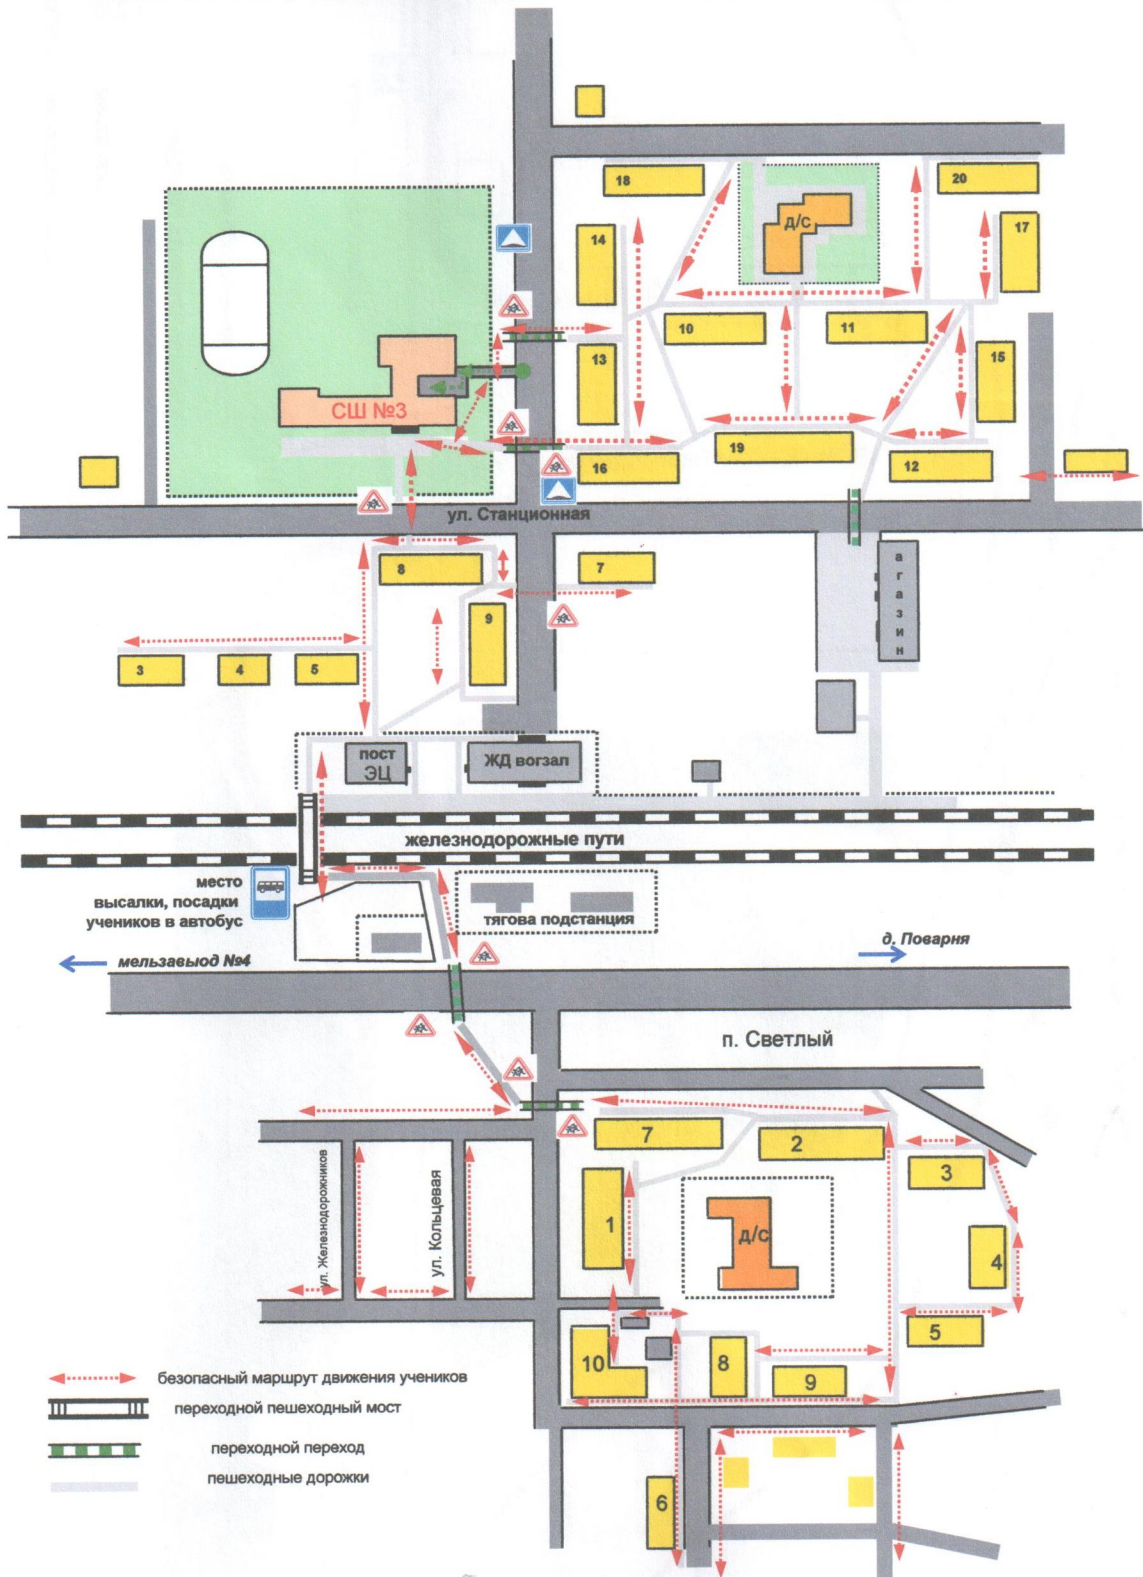 18
20
д/с
17
14
10
11
13
15
СШ №3
19
16
12
ул. Станционная
8
7
а
г
а
з
и
н
9
3
4
5
пост
ЭЦ
ЖД вогзал
железнодорожные пути
место
высалки, посадки
учеников в автобус
тягова подстанция
мельзавыод №4
д. Поварня
п. Светлый
7
2
3
ул. Железнодорожников
ул. Кольцевая
1
д/с
4
5
10
8
9
6
безопасный маршрут движения учеников
переходной пешеходный мост
переходной переход
пешеходные дорожки